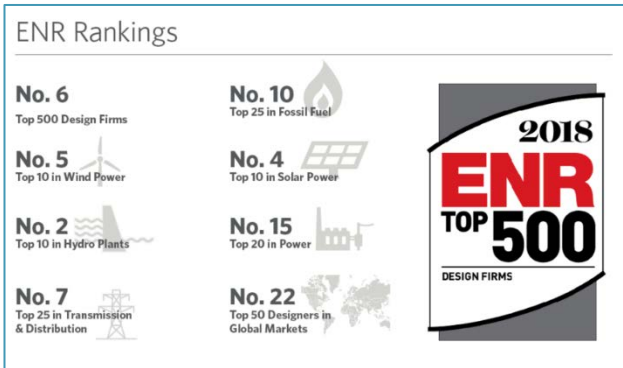 ENR Rankings
No. 6
Top 500 Design Firms
No. 10
Top 25 in Fossil Fuel
No. 5
Top 10 in Wind Power
No. 4
Top 10 in Solar Power
No. 2
Top 10 in Hydro Plants
No. 15
Top 20 in Power
No. 7
Top 25 in Transmission
& Distribution
No. 22
Top 50 Designers in
Global Markets
2018
ENR
TOP 500
DESIGN FIRMS